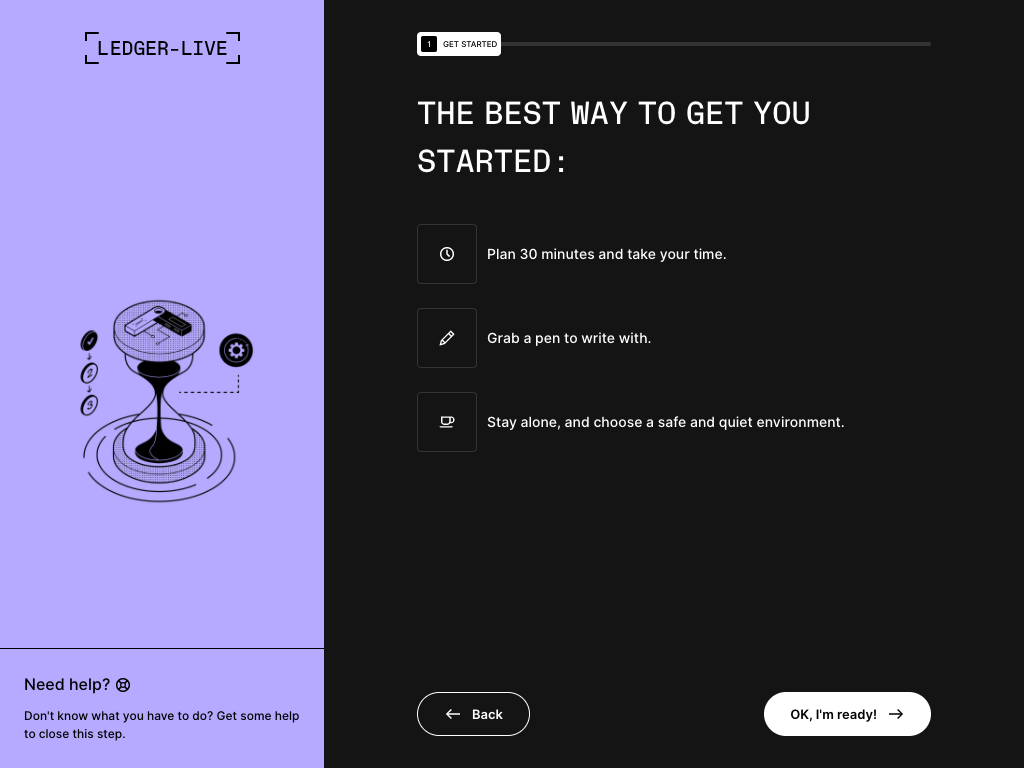 LEDGER-LIVE
1 GET STARTED
THE BEST WAY TO GET YOU
STARTED:
Plan 30 minutes and take your time.
Grab a pen to write with.
Stay alone, and choose a safe and quiet environment.
1
2
3
Need help?
Don't know what you have to do? Get some help
to close this step.
Back
OK, I'm ready!